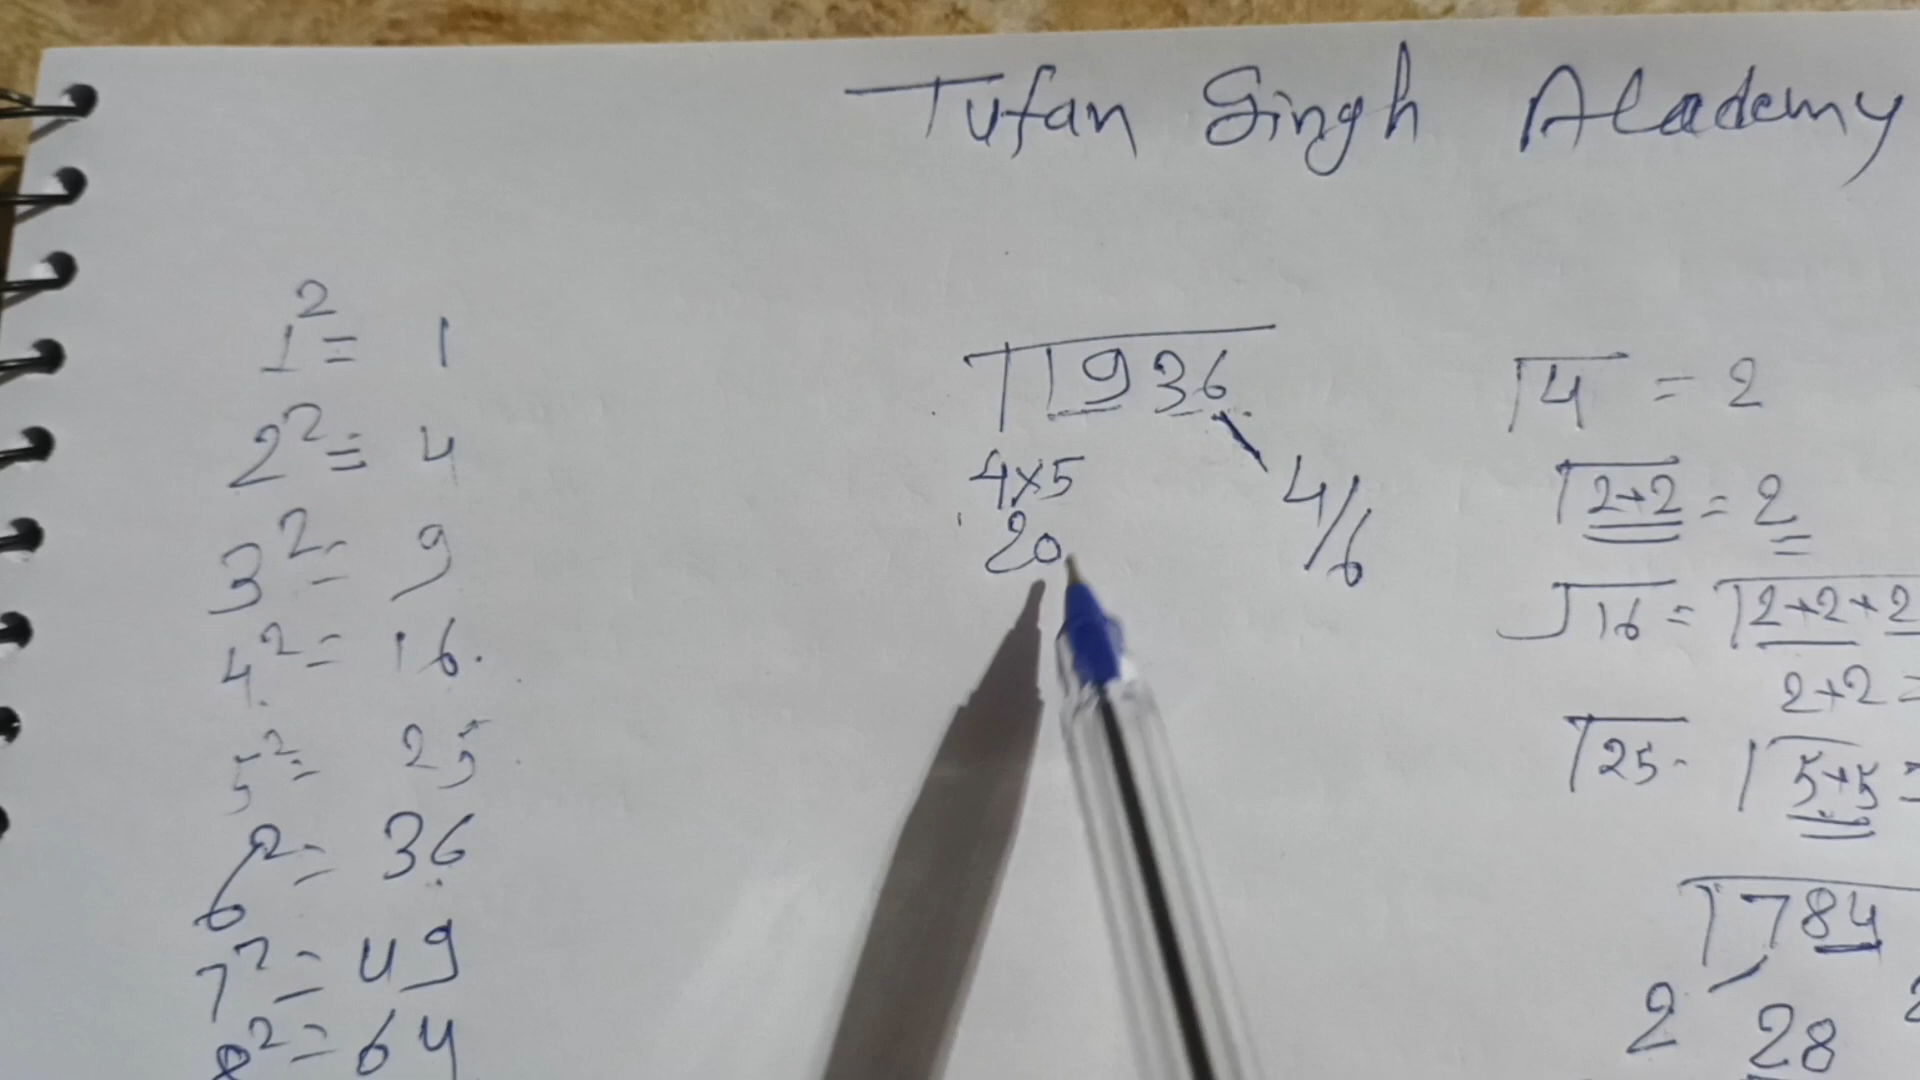 Tufan Singh Academy
1² = 1
2² = 4
3² = 9
4² = 16.
5² = 25
6² = 36
7² = 49
8² = 64
√1936
4×5
20
4/6
√4 = 2
√2+2 = 2
√16 = √2+2+2
2+2 =
√25 - √5+5 =
√784
2 28